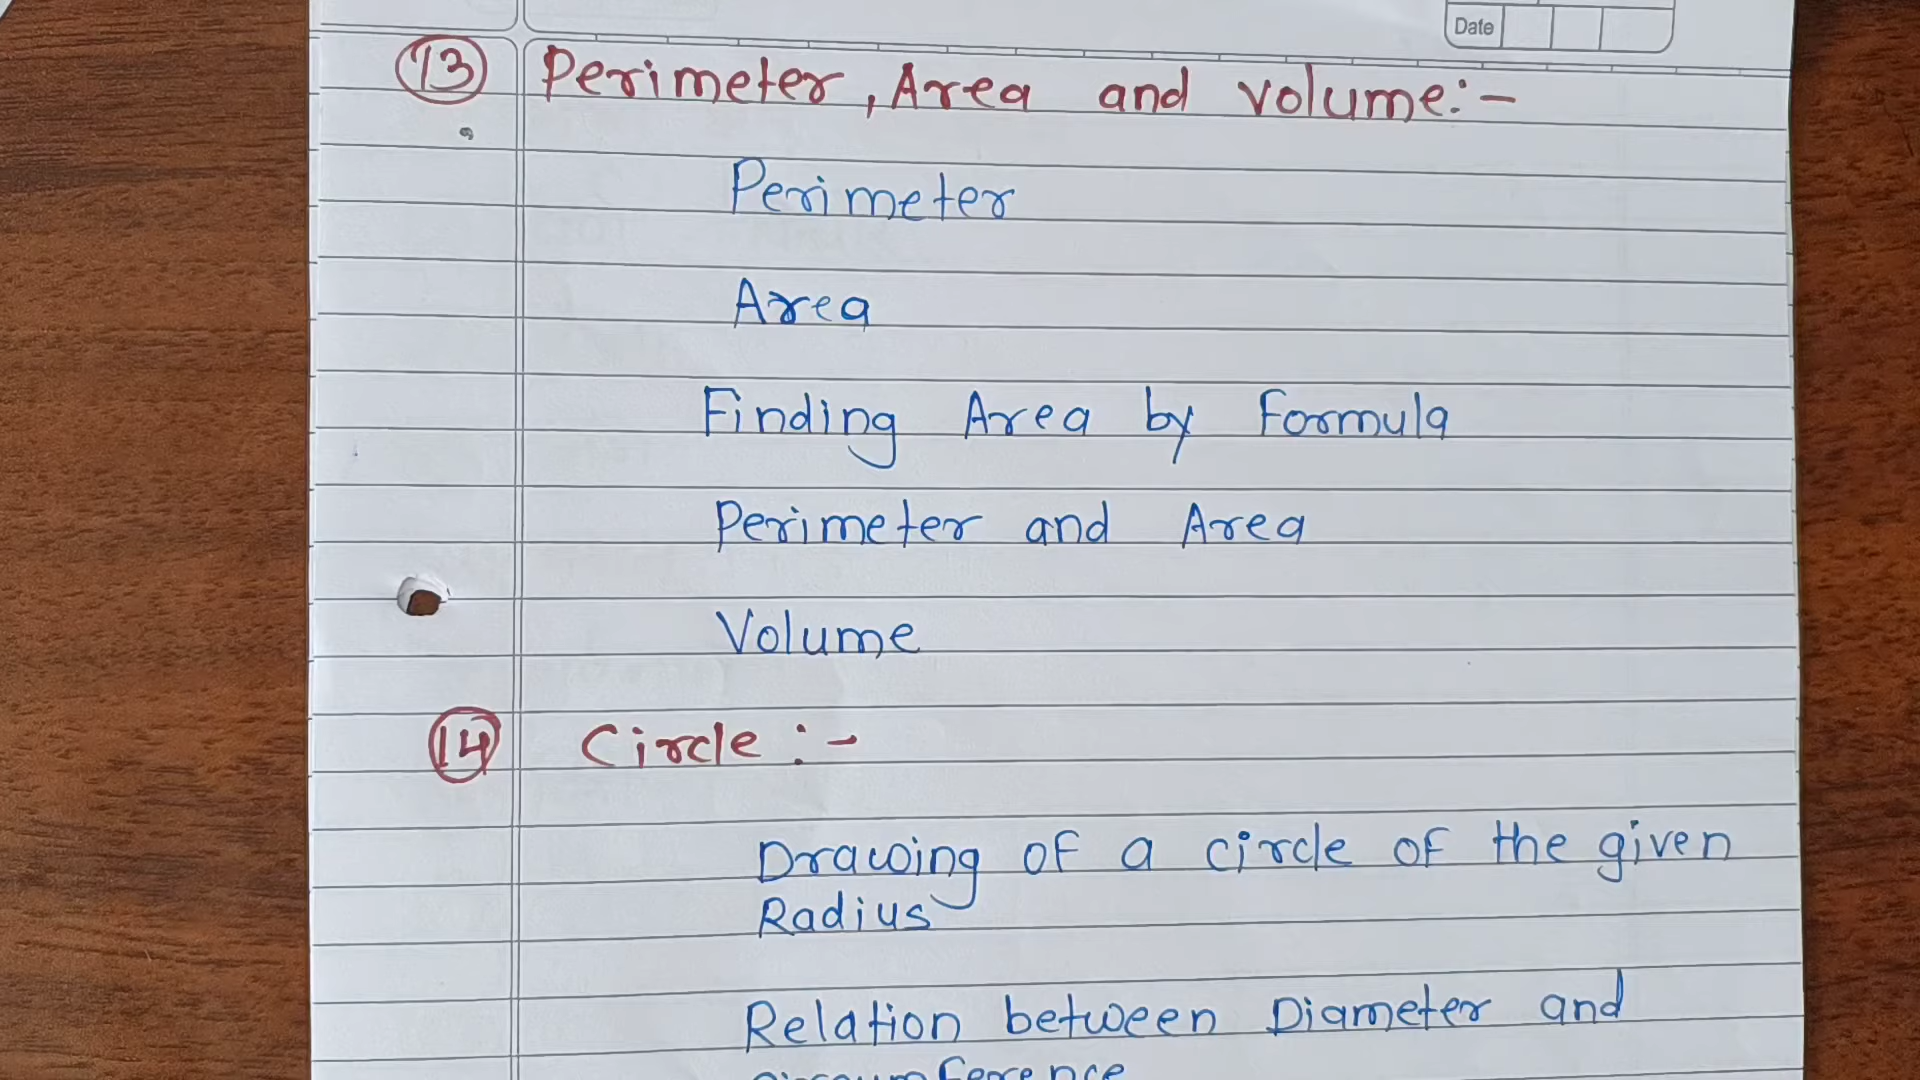 Date
13 Perimeter, Area and volume:-
Perimeter
Area
Finding Area by Formula
Perimeter and Area
Volume
14 Circle :-
Drawing of a circle of the given
Radius
Relation between Diameter and
circumference